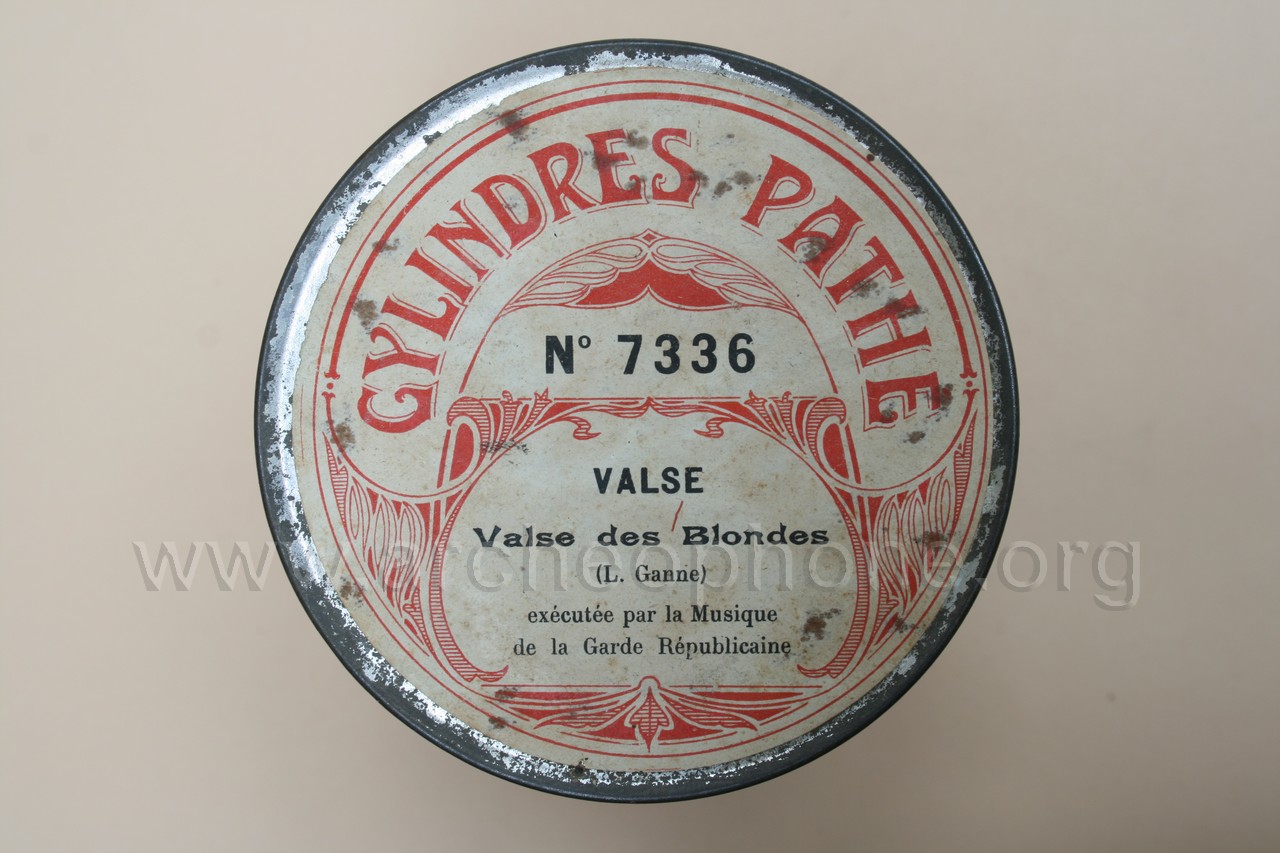 CYLINDRES PATHE
Nº 7336
VALSE
Valse des Blondes
(L. Ganne)
exécutée par la Musique
de la Garde Républicaine
www.archeophone.org